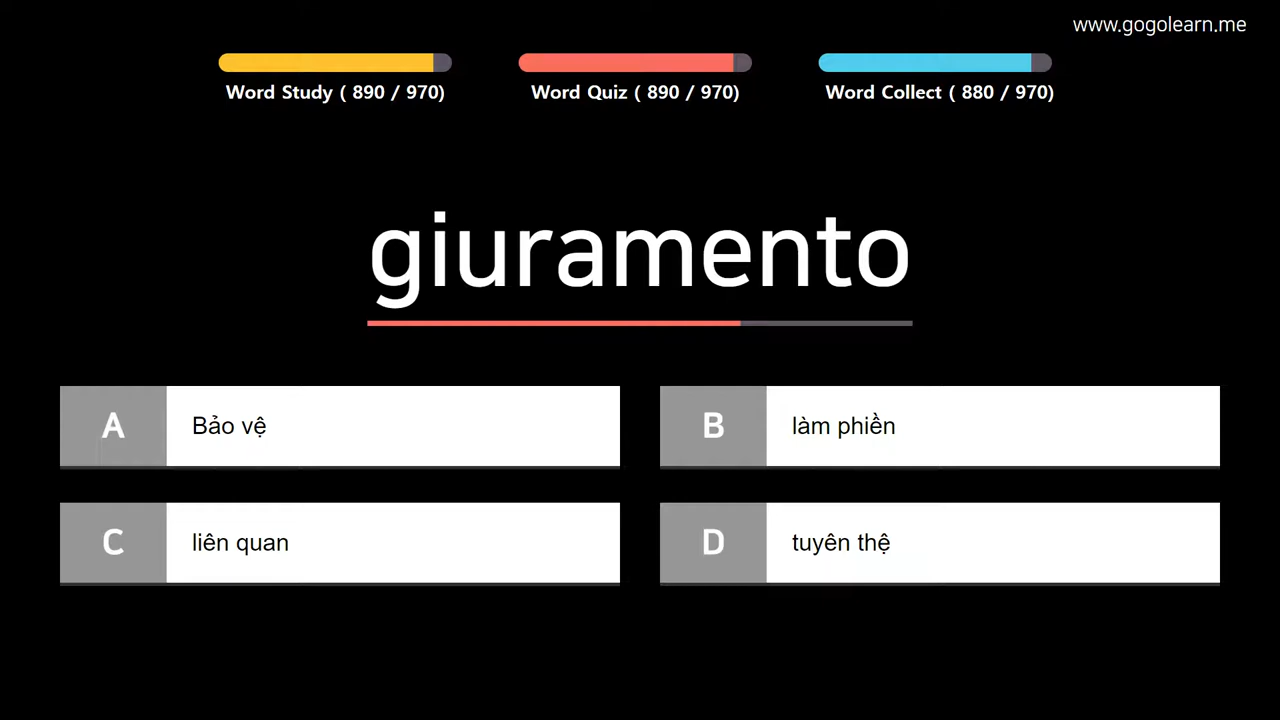 www.gogolearn.me
Word Study ( 890 / 970)
Word Quiz ( 890 / 970)
Word Collect ( 880 / 970)
giuramento
A Bảo vệ
B làm phiền
C liên quan
D tuyên thệ